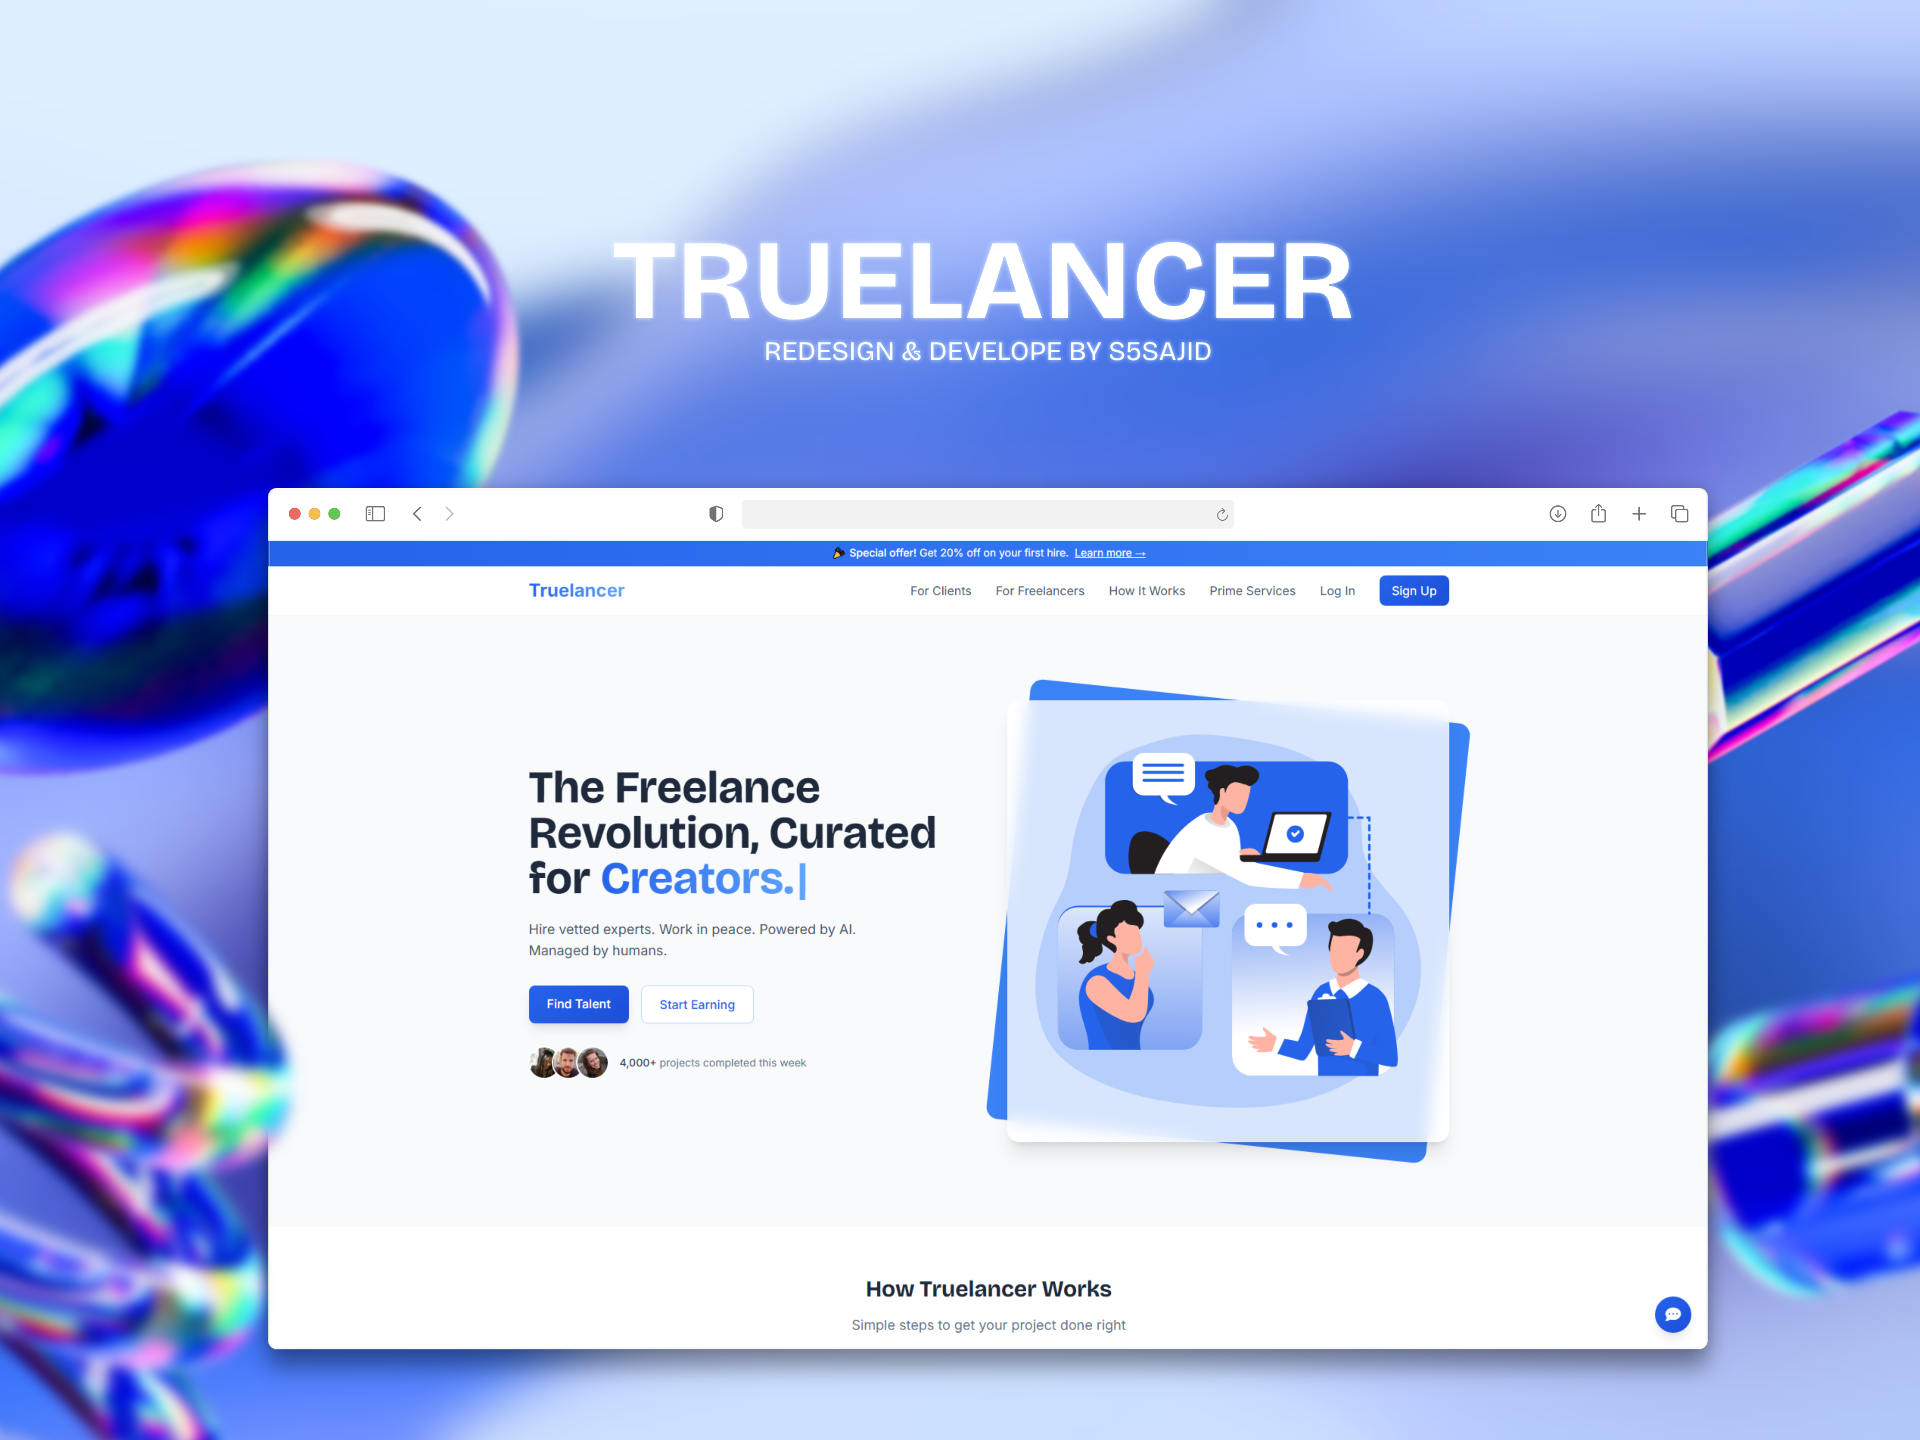 TRUELANCER
REDESIGN & DEVELOPE BY S5SAJID
Special offer! Get 20% off on your first hire. Learn more →
Truelancer
For Clients
For Freelancers
How It Works
Prime Services
Log In
Sign Up
The Freelance
Revolution, Curated
for Creators.|
Hire vetted experts. Work in peace. Powered by AI.
Managed by humans.
Find Talent
Start Earning
4,000+ projects completed this week
How Truelancer Works
Simple steps to get your project done right